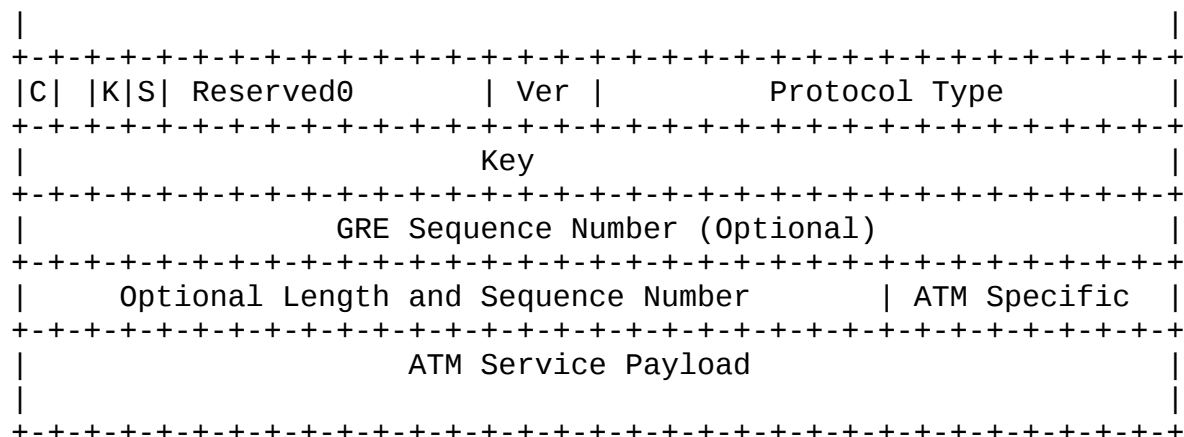 |                                                               |
+-+-+-+-+-+-+-+-+-+-+-+-+-+-+-+-+-+-+-+-+-+-+-+-+-+-+-+-+-+-+-+-+
|C| |K|S| Reserved0       | Ver |         Protocol Type         |
+-+-+-+-+-+-+-+-+-+-+-+-+-+-+-+-+-+-+-+-+-+-+-+-+-+-+-+-+-+-+-+-+
|                         Key                                   |
+-+-+-+-+-+-+-+-+-+-+-+-+-+-+-+-+-+-+-+-+-+-+-+-+-+-+-+-+-+-+-+-+
|                 GRE Sequence Number (Optional)                |
+-+-+-+-+-+-+-+-+-+-+-+-+-+-+-+-+-+-+-+-+-+-+-+-+-+-+-+-+-+-+-+-+
|     Optional Length and Sequence Number       | ATM Specific  |
+-+-+-+-+-+-+-+-+-+-+-+-+-+-+-+-+-+-+-+-+-+-+-+-+-+-+-+-+-+-+-+-+
|                     ATM Service Payload                       |
|                                                               |
+-+-+-+-+-+-+-+-+-+-+-+-+-+-+-+-+-+-+-+-+-+-+-+-+-+-+-+-+-+-+-+-+